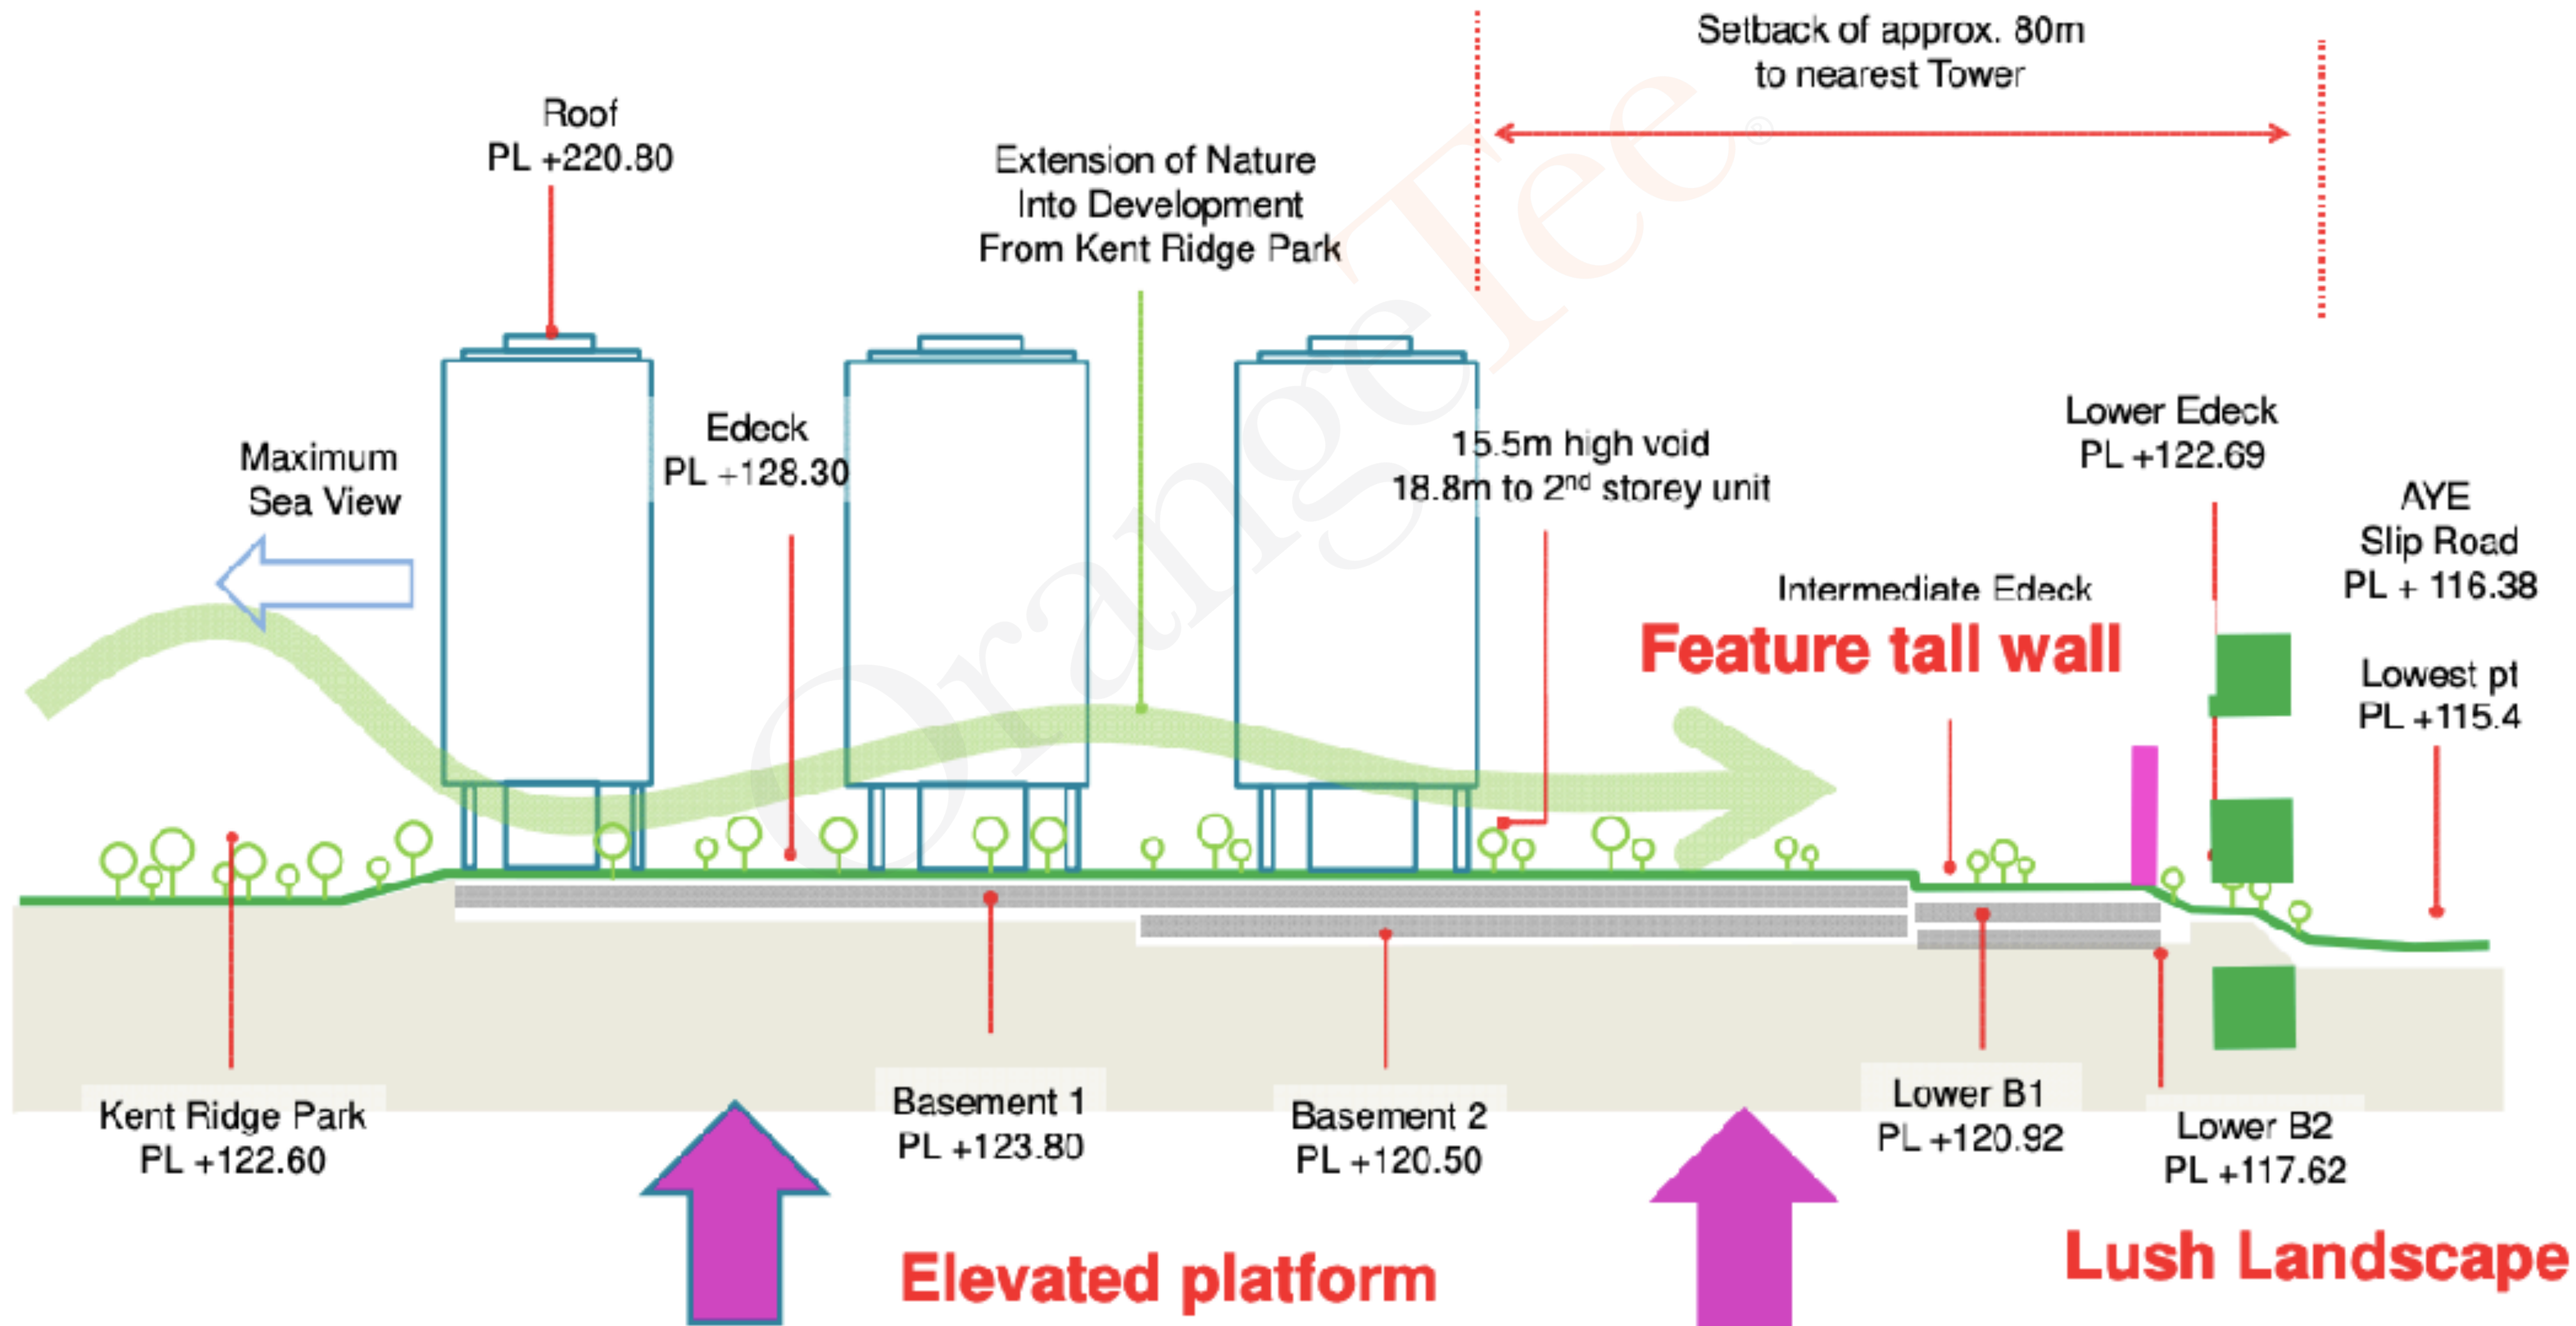 Setback of approx. 80m
to nearest Tower
Roof
PL +220.80
Extension of Nature
Into Development
From Kent Ridge Park
Maximum
Sea View
Edeck
PL +128.30
15.5m high void
18.8m to 2nd storey unit
Lower Edeck
PL +122.69
AYE
Slip Road
PL + 116.38
Intermediate Edeck
Feature tall wall
Lowest pt
PL +115.4
OrangeTee®
Kent Ridge Park
PL +122.60
Basement 1
PL +123.80
Basement 2
PL +120.50
Lower B1
PL +120.92
Lower B2
PL +117.62
Elevated platform
Lush Landscape